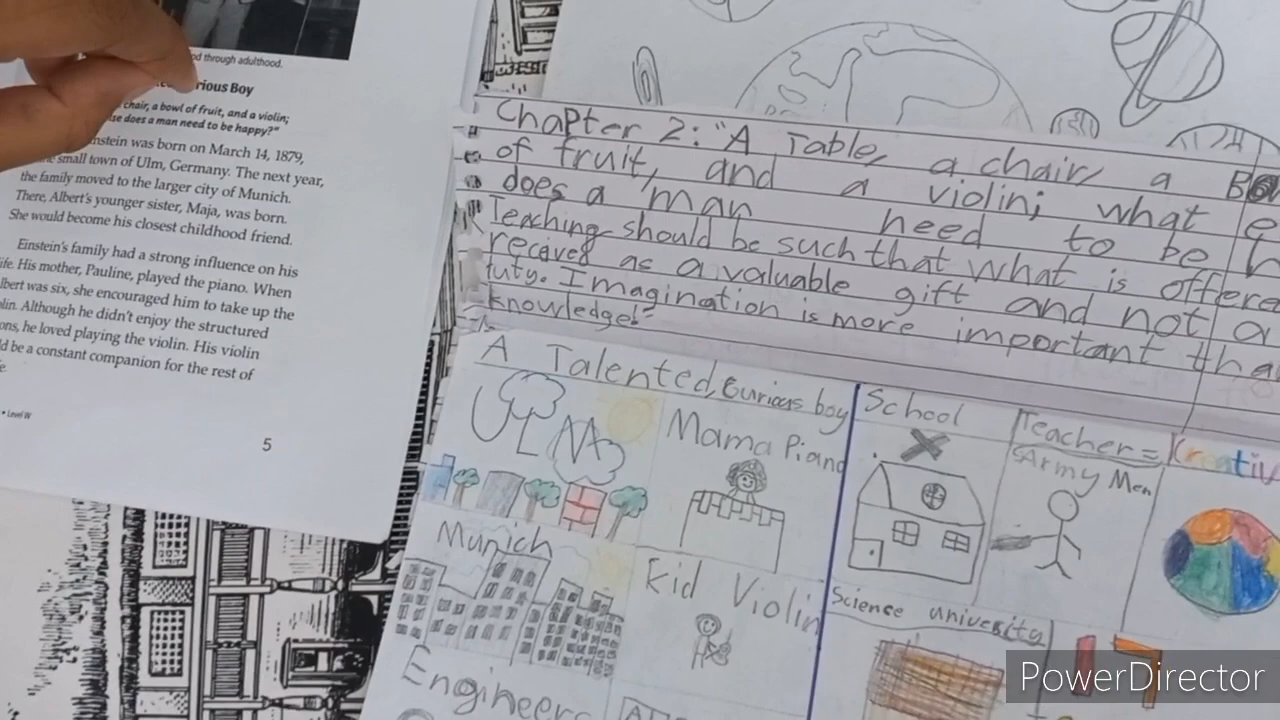 d through adulthood.
rious Boy
chair, a bowl of fruit, and a violin;
se does a man need to be happy?"
nstein was born on March 14, 1879,
small town of Ulm, Germany. The next year,
the family moved to the larger city of Munich.
There, Albert's younger sister, Maja, was born.
She would become his closest childhood friend.
Einstein's family had a strong influence on his
ife. His mother, Pauline, played the piano. When
lbert was six, she encouraged him to take up the
lin. Although he didn't enjoy the structured
ons, he loved playing the violin. His violin
d be a constant companion for the rest of
e.
• Level W
5
Chapter 2: "A Table, a chair, a Bow
of fruit, and a violin; what e
does a man need to be h
Teaching should be such that what is offere
recived as a valuable gift and not a
tuty. Imagination is more important tha
knowledge!"
A Talented, Curious boy
ULM
Mama Piano
Munich
Kid Violin
Engineers
School
Teacher =
Army Men
Creativ
Science univercity
PowerDirector